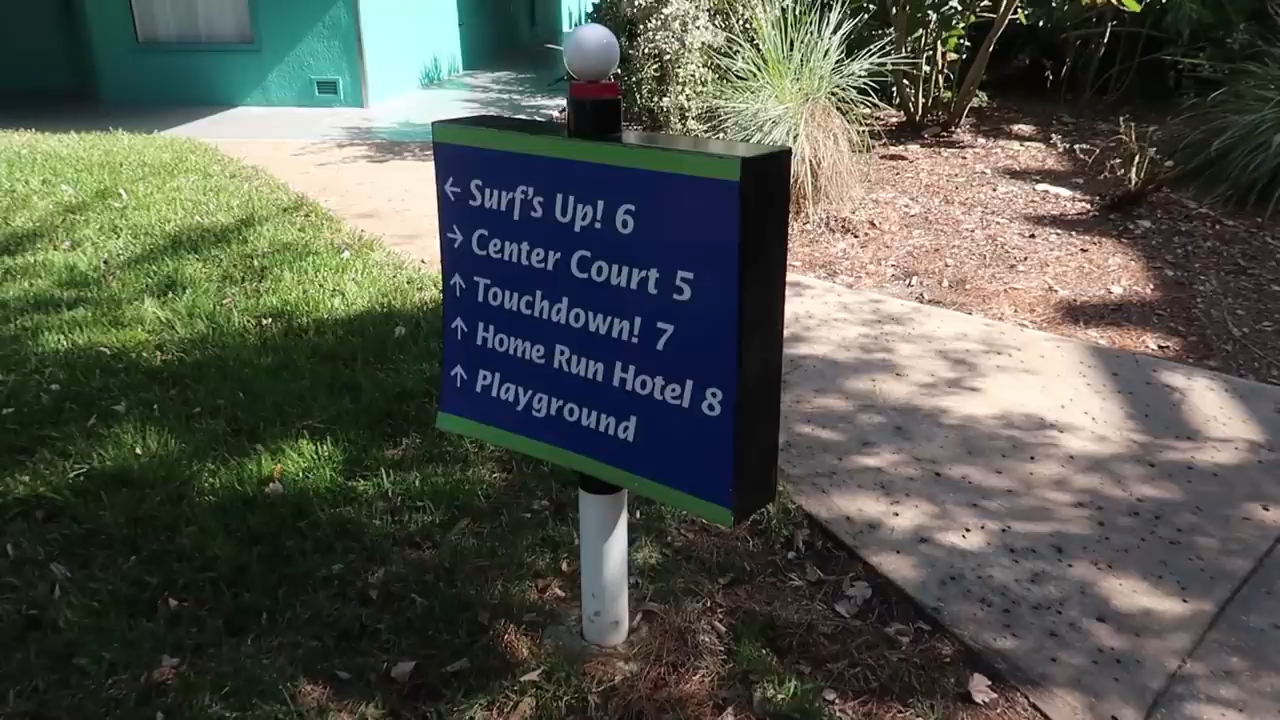 ← Surf's Up! 6
→ Center Court 5
↑ Touchdown! 7
↑ Home Run Hotel 8
↑ Playground